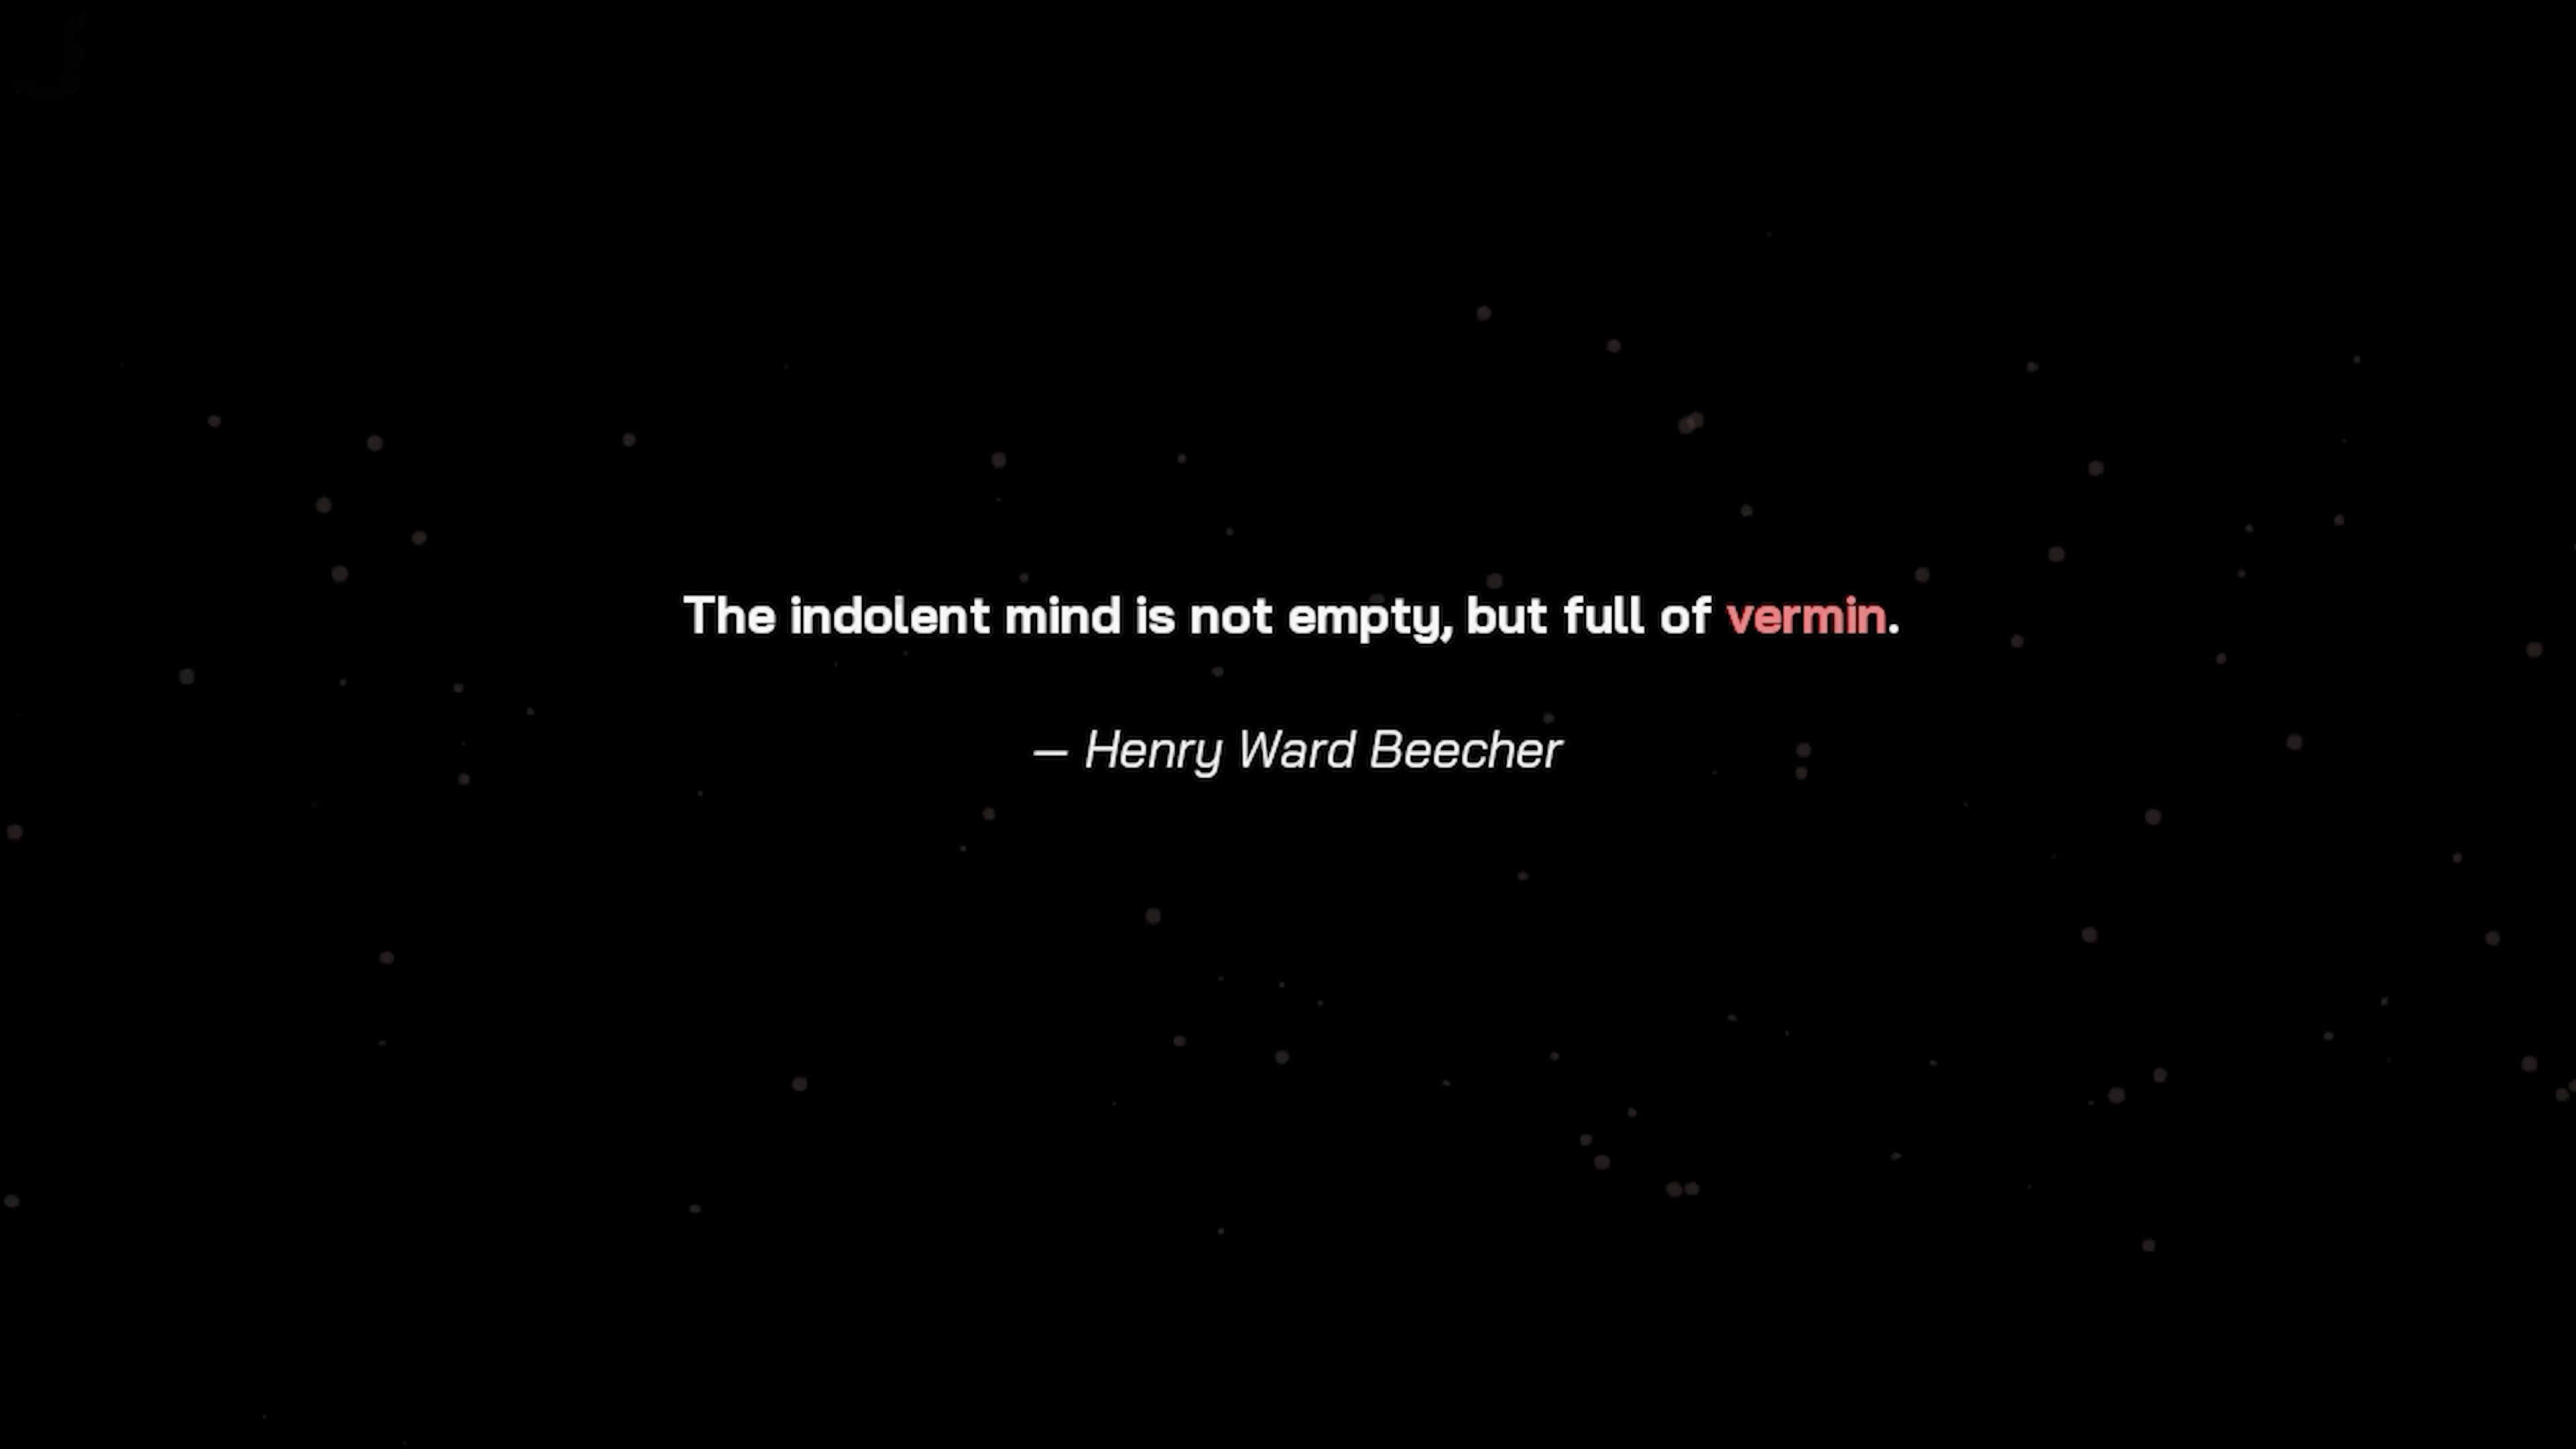 The indolent mind is not empty, but full of vermin.
— Henry Ward Beecher